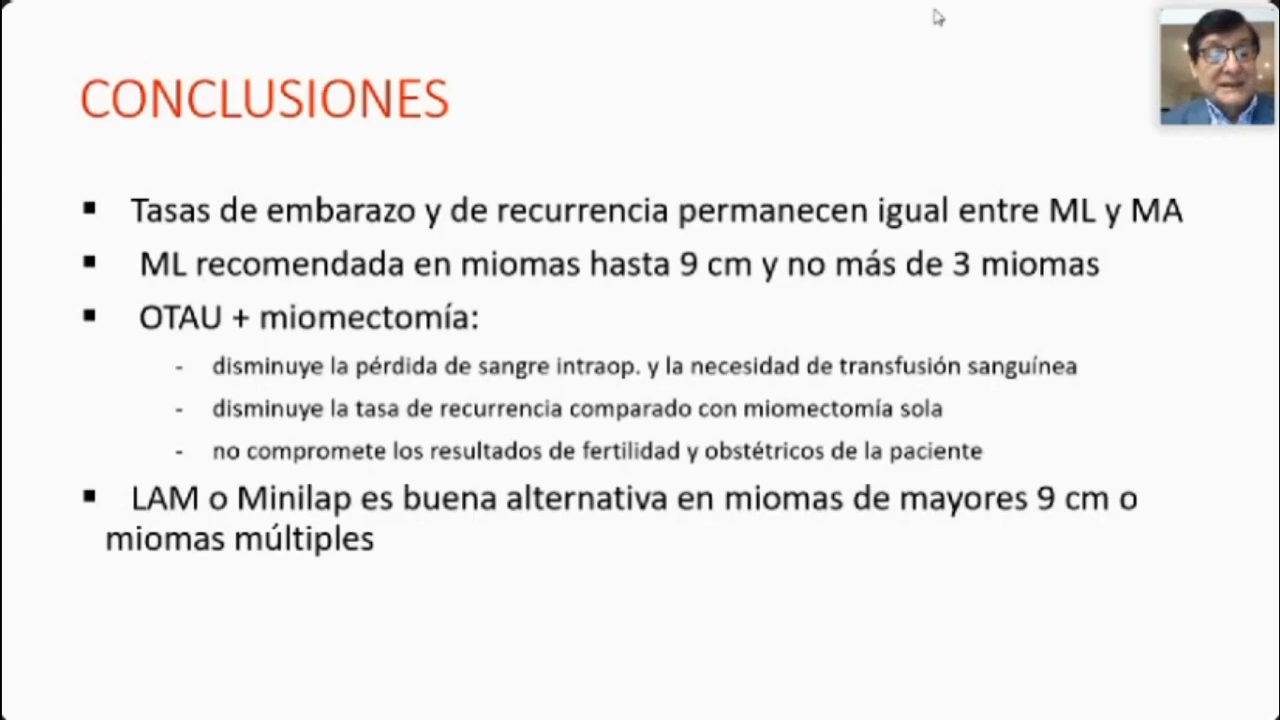 CONCLUSIONES
▪ Tasas de embarazo y de recurrencia permanecen igual entre ML y MA
▪ ML recomendada en miomas hasta 9 cm y no más de 3 miomas
▪ OTAU + miomectomía:
- disminuye la pérdida de sangre intraop. y la necesidad de transfusión sanguínea
- disminuye la tasa de recurrencia comparado con miomectomía sola
- no compromete los resultados de fertilidad y obstétricos de la paciente
▪ LAM o Minilap es buena alternativa en miomas de mayores 9 cm o
miomas múltiples